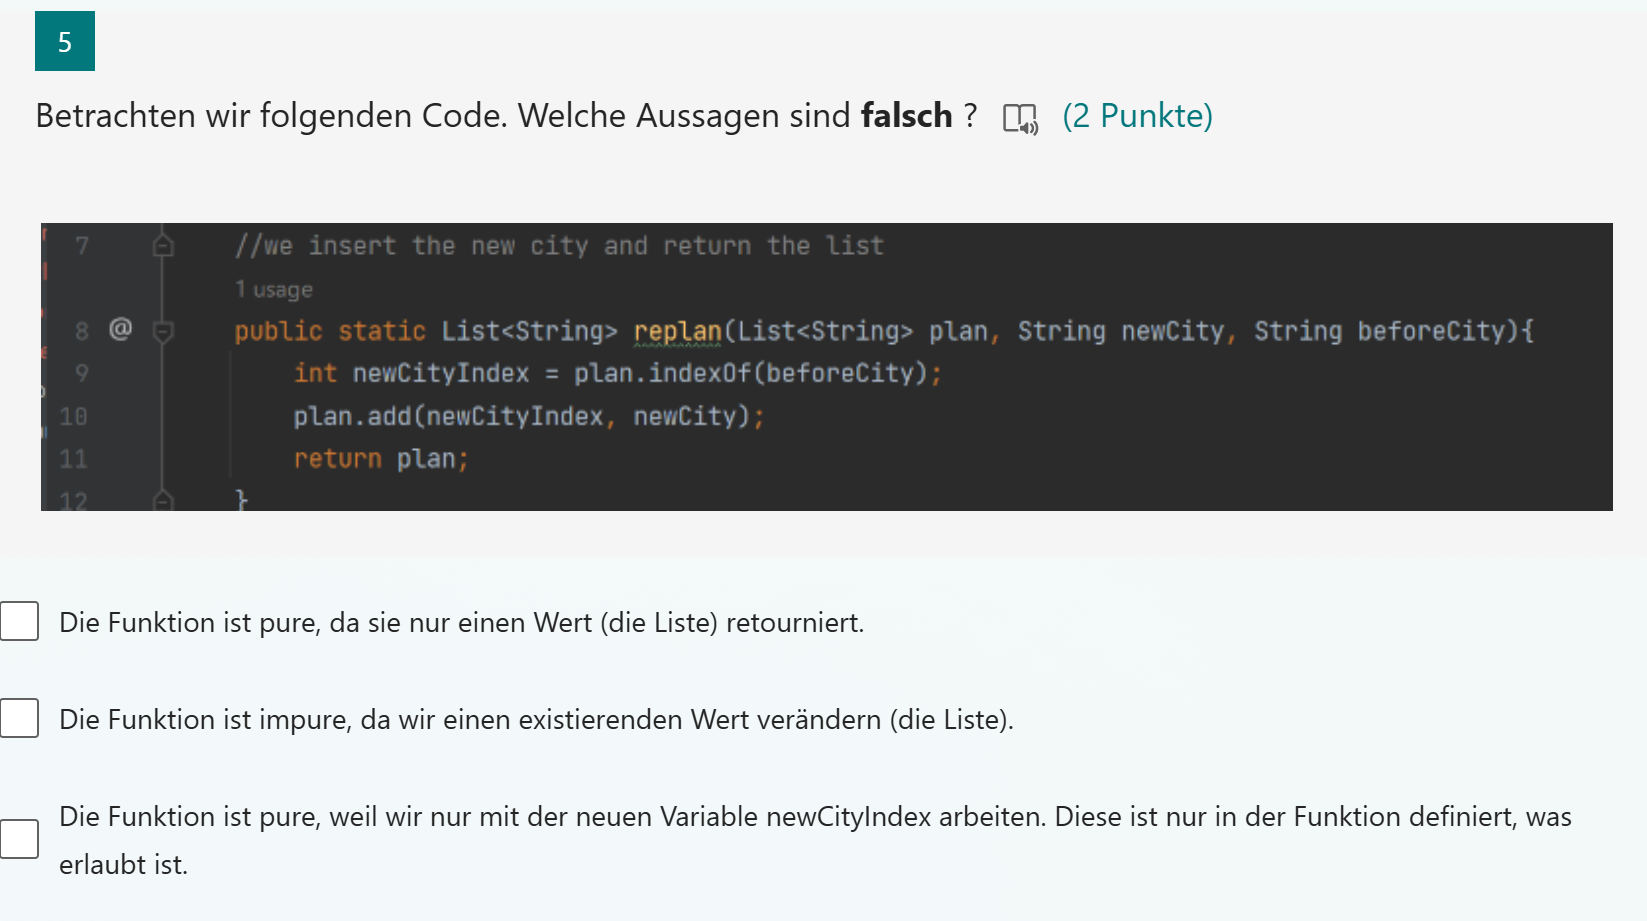 5
Betrachten wir folgenden Code. Welche Aussagen sind falsch ? (2 Punkte)
7 //we insert the new city and return the list
1 usage
8 @ public static List<String> replan(List<String> plan, String newCity, String beforeCity){
9 int newCityIndex = plan.indexOf(beforeCity);
10 plan.add(newCityIndex, newCity);
11 return plan;
12 }
Die Funktion ist pure, da sie nur einen Wert (die Liste) retourniert.
Die Funktion ist impure, da wir einen existierenden Wert verändern (die Liste).
Die Funktion ist pure, weil wir nur mit der neuen Variable newCityIndex arbeiten. Diese ist nur in der Funktion definiert, was
erlaubt ist.